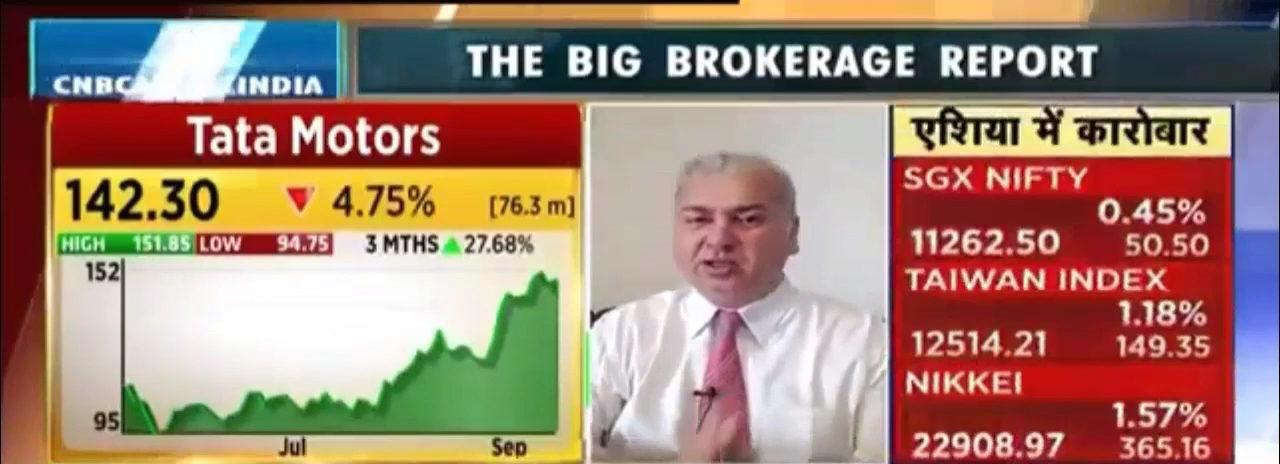 CNBC INDIA
THE BIG BROKERAGE REPORT
Tata Motors
142.30 ▼ 4.75% [76.3 m]
HIGH 151.85 LOW 94.75 3 MTHS ▲ 27.68%
152
95
Jul Sep
एशिया में कारोबार
SGX NIFTY
0.45%
11262.50 50.50
TAIWAN INDEX
1.18%
12514.21 149.35
NIKKEI
1.57%
22908.97 365.16